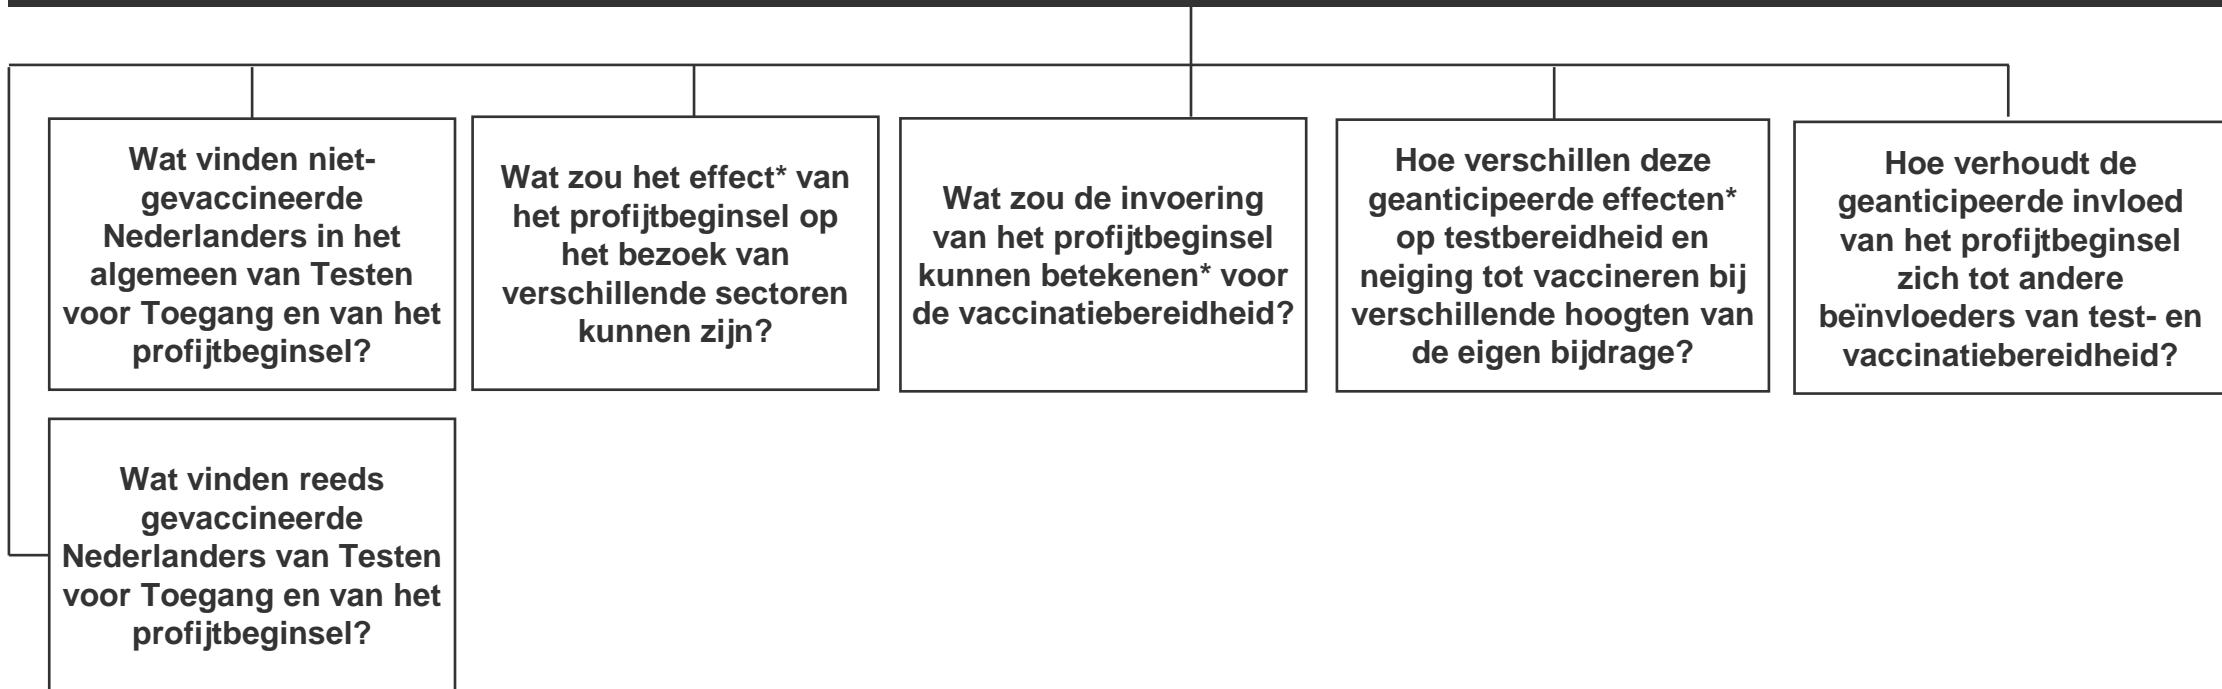 Wat vinden niet-
gevaccineerde
Nederlanders in het
algemeen van Testen
voor Toegang en van het
profijtbeginsel?
Wat zou het effect* van
het profijtbeginsel op
het bezoek van
verschillende sectoren
kunnen zijn?
Wat zou de invoering
van het profijtbeginsel
kunnen betekenen* voor
de vaccinatiebereidheid?
Hoe verschillen deze
geanticipeerde effecten*
op testbereidheid en
neiging tot vaccineren bij
verschillende hoogten van
de eigen bijdrage?
Hoe verhoudt de
geanticipeerde invloed
van het profijtbeginsel
zich tot andere
beïnvloeders van test- en
vaccinatiebereidheid?
Wat vinden reeds
gevaccineerde
Nederlanders van Testen
voor Toegang en van het
profijtbeginsel?